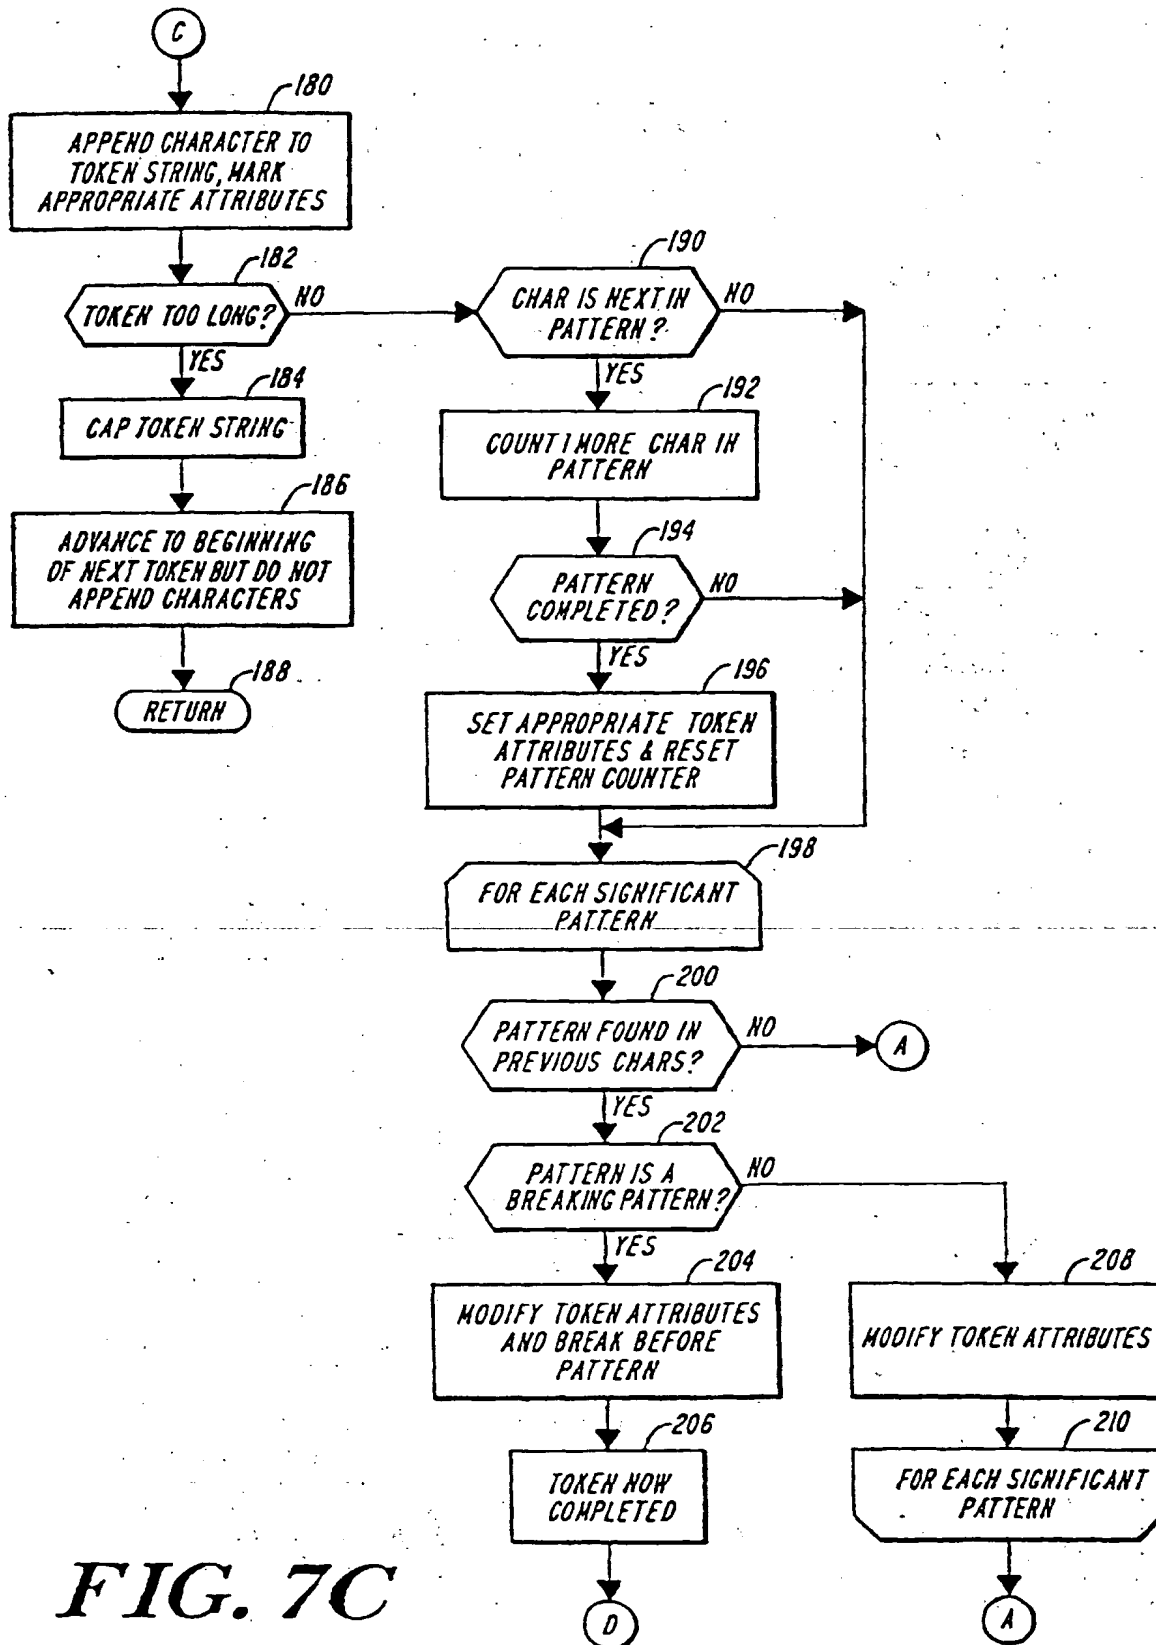 C
180
APPEND CHARACTER TO
TOKEN STRING, MARK
APPROPRIATE ATTRIBUTES
182
TOKEN TOO LONG?
NO
YES
184
CAP TOKEN STRING
186
ADVANCE TO BEGINNING
OF NEXT TOKEN BUT DO NOT
APPEND CHARACTERS
188
RETURN
190
CHAR IS NEXT IN
PATTERN?
NO
YES
192
COUNT 1 MORE CHAR IN
PATTERN
194
PATTERN
COMPLETED?
NO
YES
196
SET APPROPRIATE TOKEN
ATTRIBUTES & RESET
PATTERN COUNTER
198
FOR EACH SIGNIFICANT
PATTERN
200
PATTERN FOUND IN
PREVIOUS CHARS?
NO
A
YES
202
PATTERN IS A
BREAKING PATTERN?
NO
YES
204
MODIFY TOKEN ATTRIBUTES
AND BREAK BEFORE
PATTERN
206
TOKEN NOW
COMPLETED
D
208
MODIFY TOKEN ATTRIBUTES
210
FOR EACH SIGNIFICANT
PATTERN
A
FIG. 7C